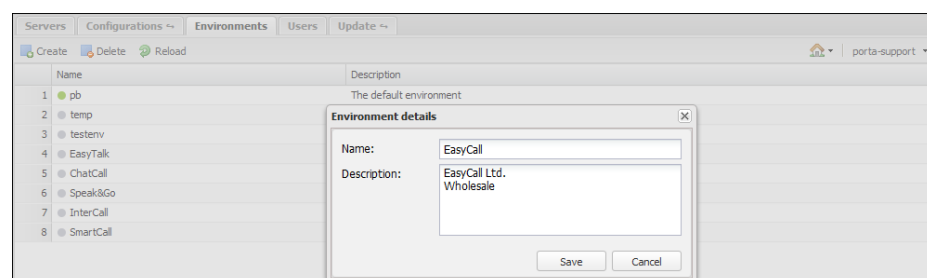 Servers Configurations Environments Users Update
Create Delete Reload porta-support
Name Description
1 pb The default environment
2 temp
3 testenv
4 EasyTalk
5 ChatCall
6 Speak&Go
7 InterCall
8 SmartCall
Environment details
Name: EasyCall
Description: EasyCall Ltd.
Wholesale
Save Cancel